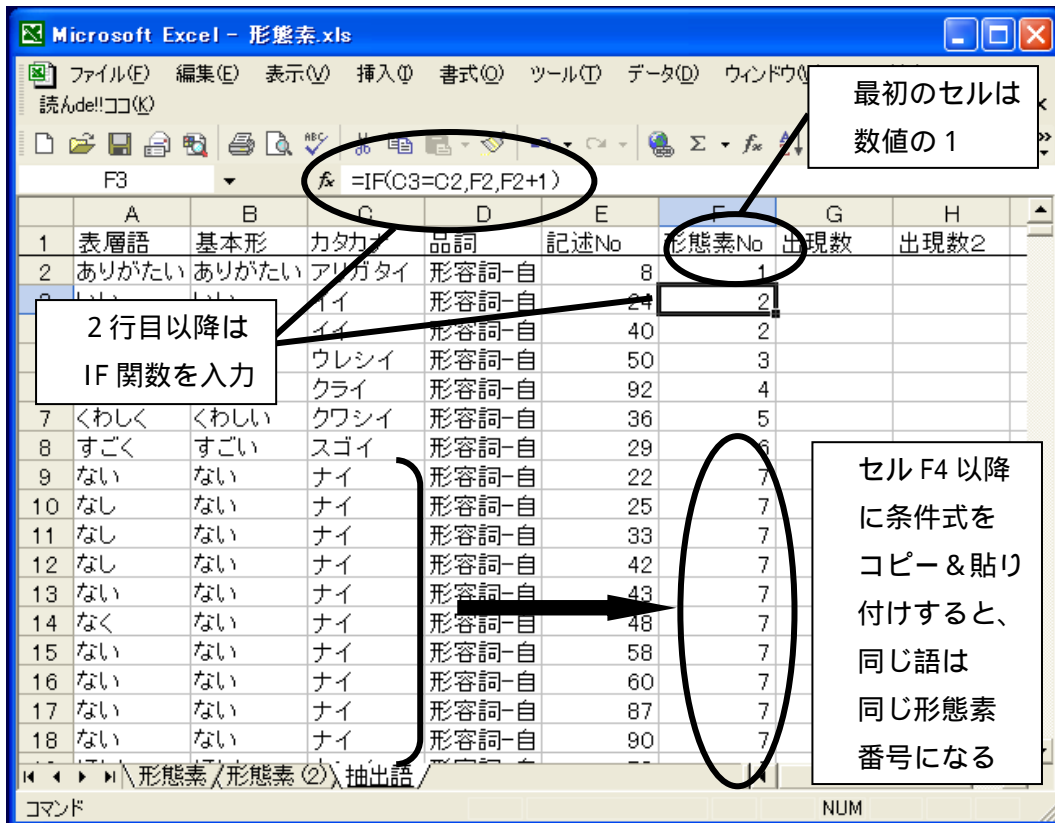 Microsoft Excel - 形態素.xls
ファイル(F) 編集(E) 表示(V) 挿入(I) 書式(O) ツール(T) データ(D)
読んde!!ココ(K)
最初のセルは
数値の１
F3 fx =IF(C3=C2,F2,F2+1)
A B C D E F G H
1 表層語 基本形 カタカナ 品詞 記述No 形態素No 出現数 出現数2
2 ありがたい ありがたい アリガタイ 形容詞-自 8 1
イイ 形容詞-自 24 2
イイ 形容詞-自 40 2
ウレシイ 形容詞-自 50 3
クライ 形容詞-自 92 4
2 行目以降は
IF 関数を入力
7 くわしく くわしい クワシイ 形容詞-自 36 5
8 すごく すごい スゴイ 形容詞-自 29 6
9 ない ない ナイ 形容詞-自 22 7
10 なし ない ナイ 形容詞-自 25 7
11 なし ない ナイ 形容詞-自 33 7
12 なし ない ナイ 形容詞-自 42 7
13 ない ない ナイ 形容詞-自 43 7
14 なく ない ナイ 形容詞-自 48 7
15 ない ない ナイ 形容詞-自 58 7
16 ない ない ナイ 形容詞-自 60 7
17 ない ない ナイ 形容詞-自 87 7
18 ない ない ナイ 形容詞-自 90 7
セル F4 以降
に条件式を
コピー＆貼り
付けすると、
同じ語は
同じ形態素
番号になる
形態素 形態素 (2) 抽出語
コマンド NUM